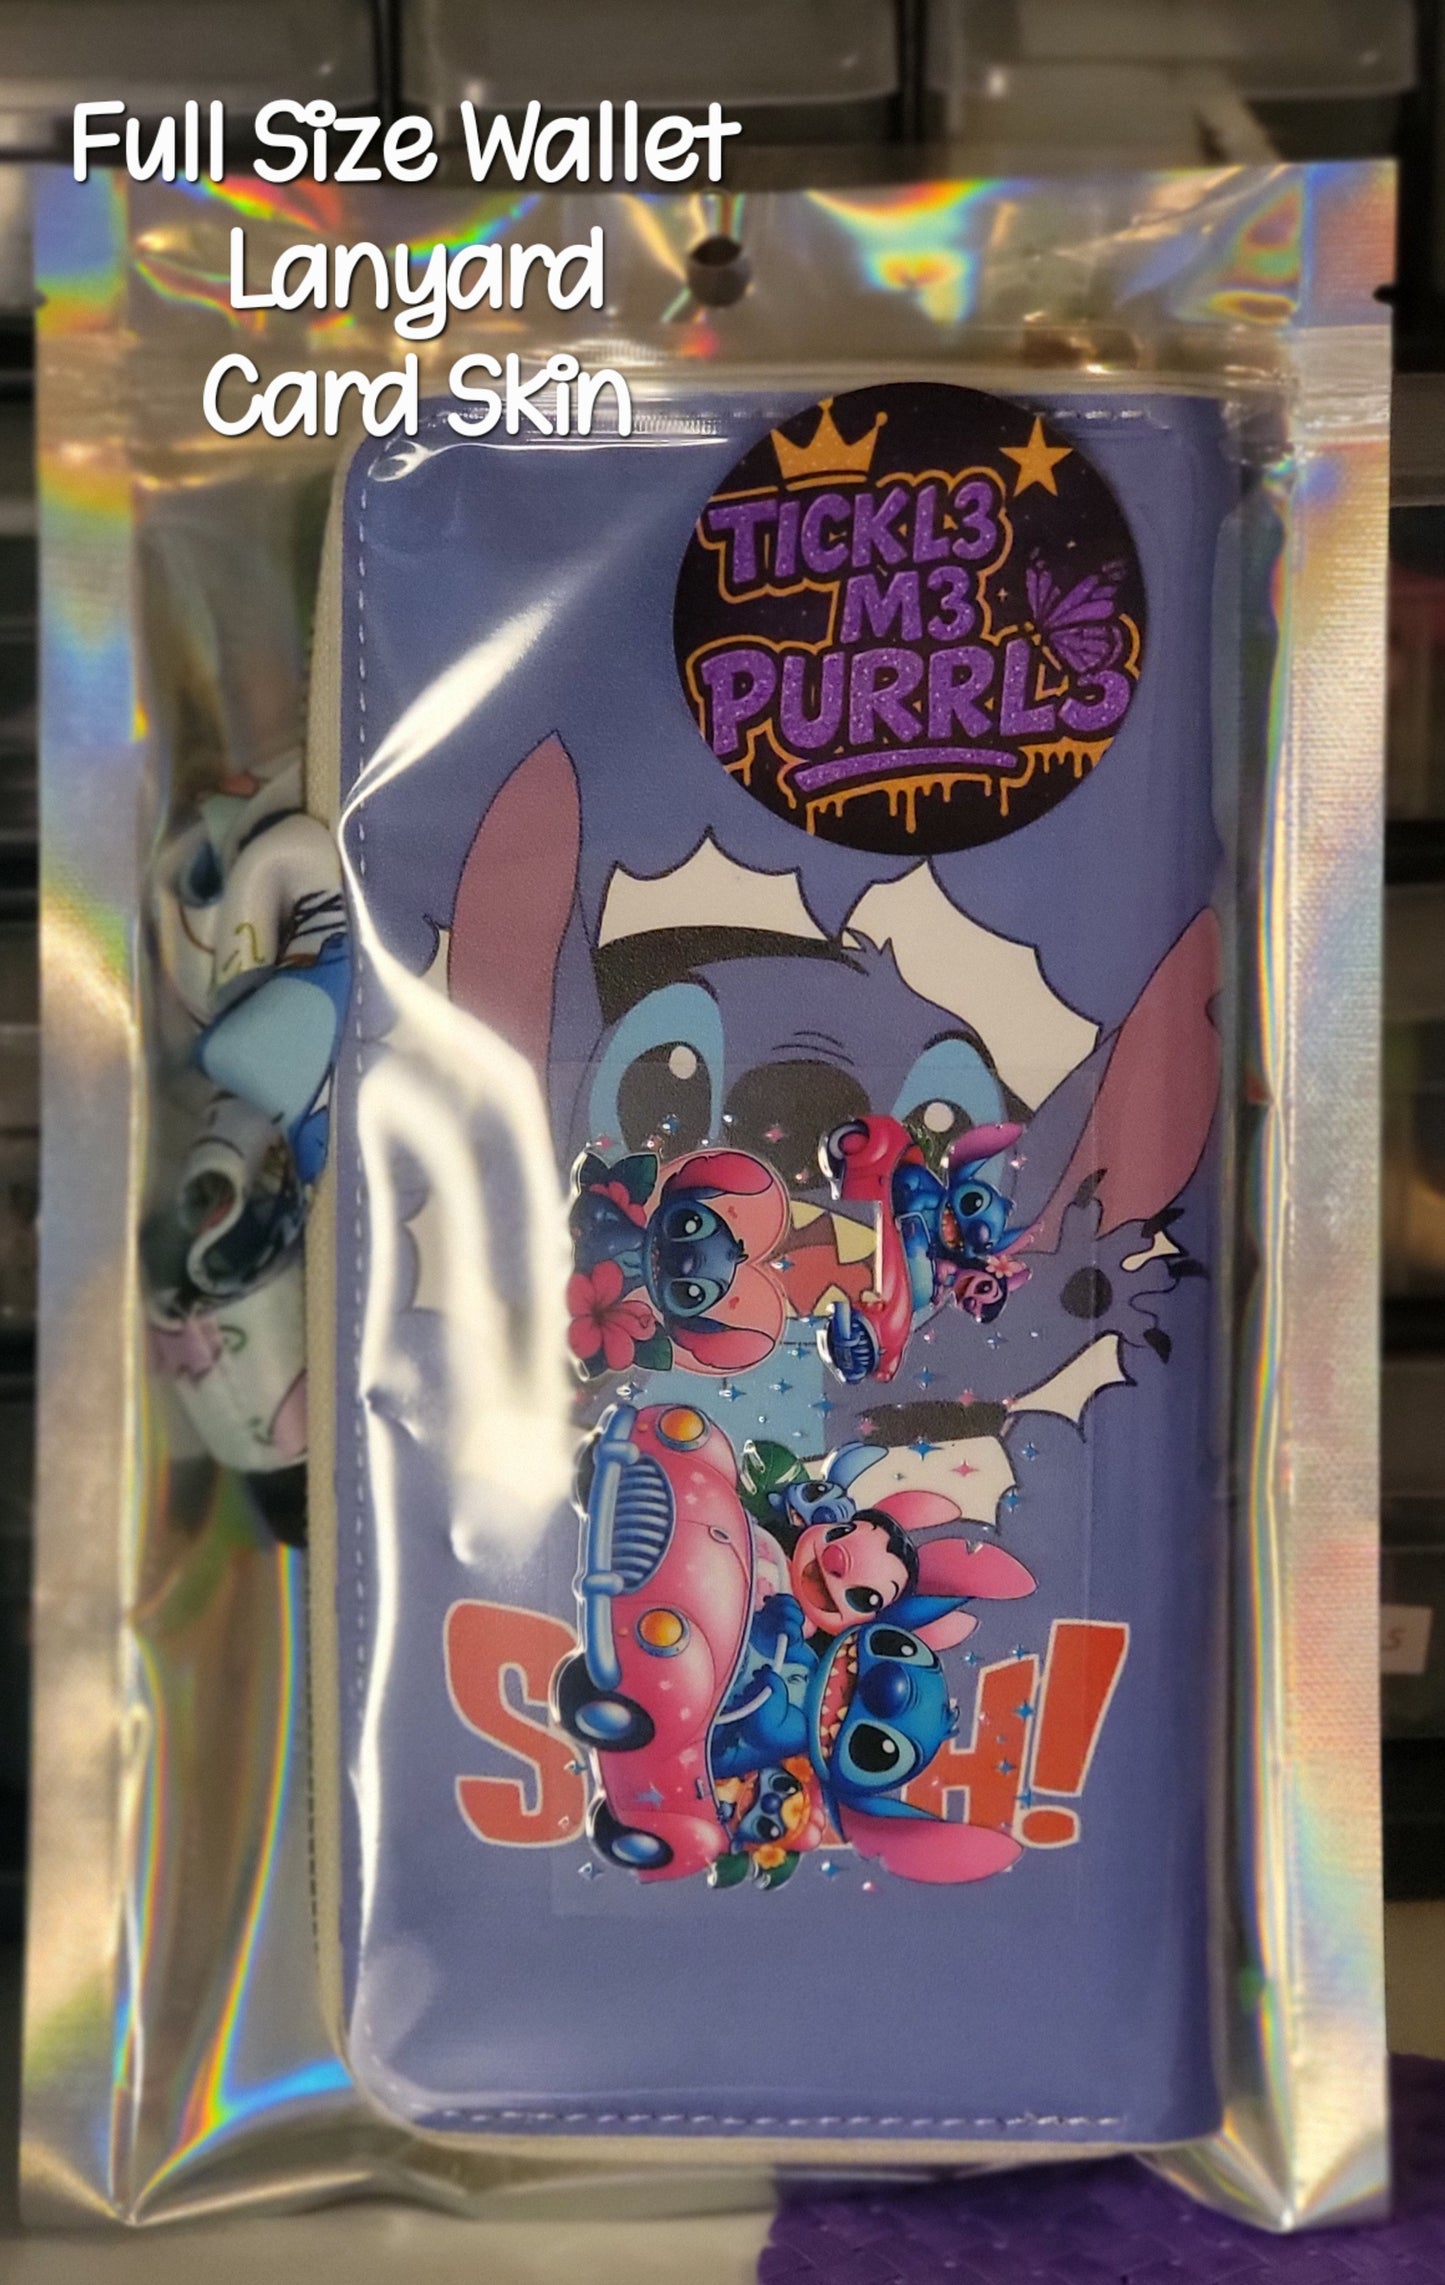 Full Size Wallet
Lanyard
Card Skin
TICKL3
M3
PURRL3